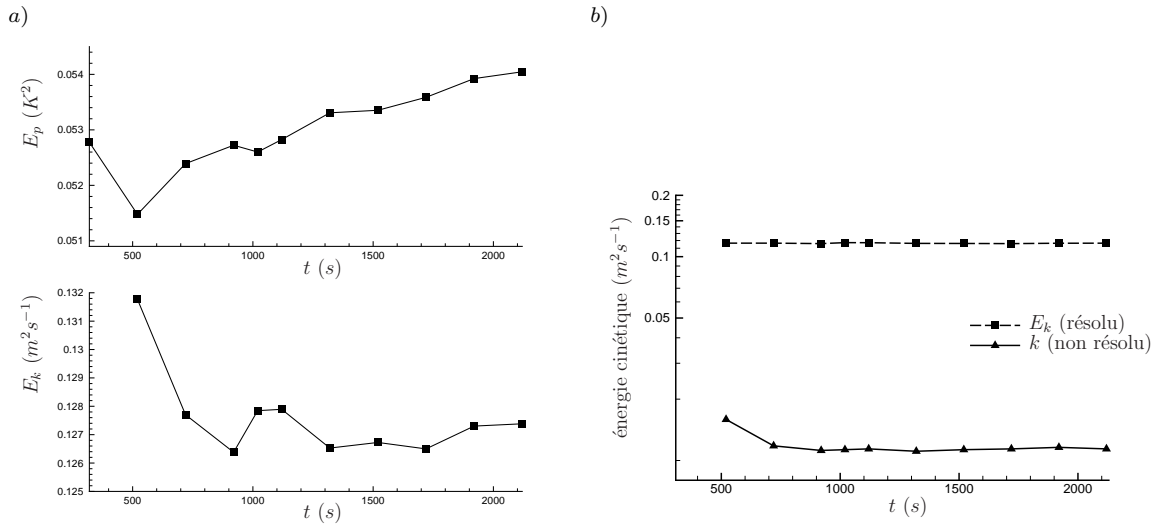 a)
E_p (K^2)
0.054
0.053
0.052
0.051
500 1000 1500 2000
t (s)
E_k (m^2s^{-1})
0.132
0.131
0.13
0.129
0.128
0.127
0.126
0.125
500 1000 1500 2000
t (s)
b)
énergie cinétique (m^2s^{-1})
0.2
0.15
0.1
0.05
E_k (résolu)
k (non résolu)
500 1000 1500 2000
t (s)